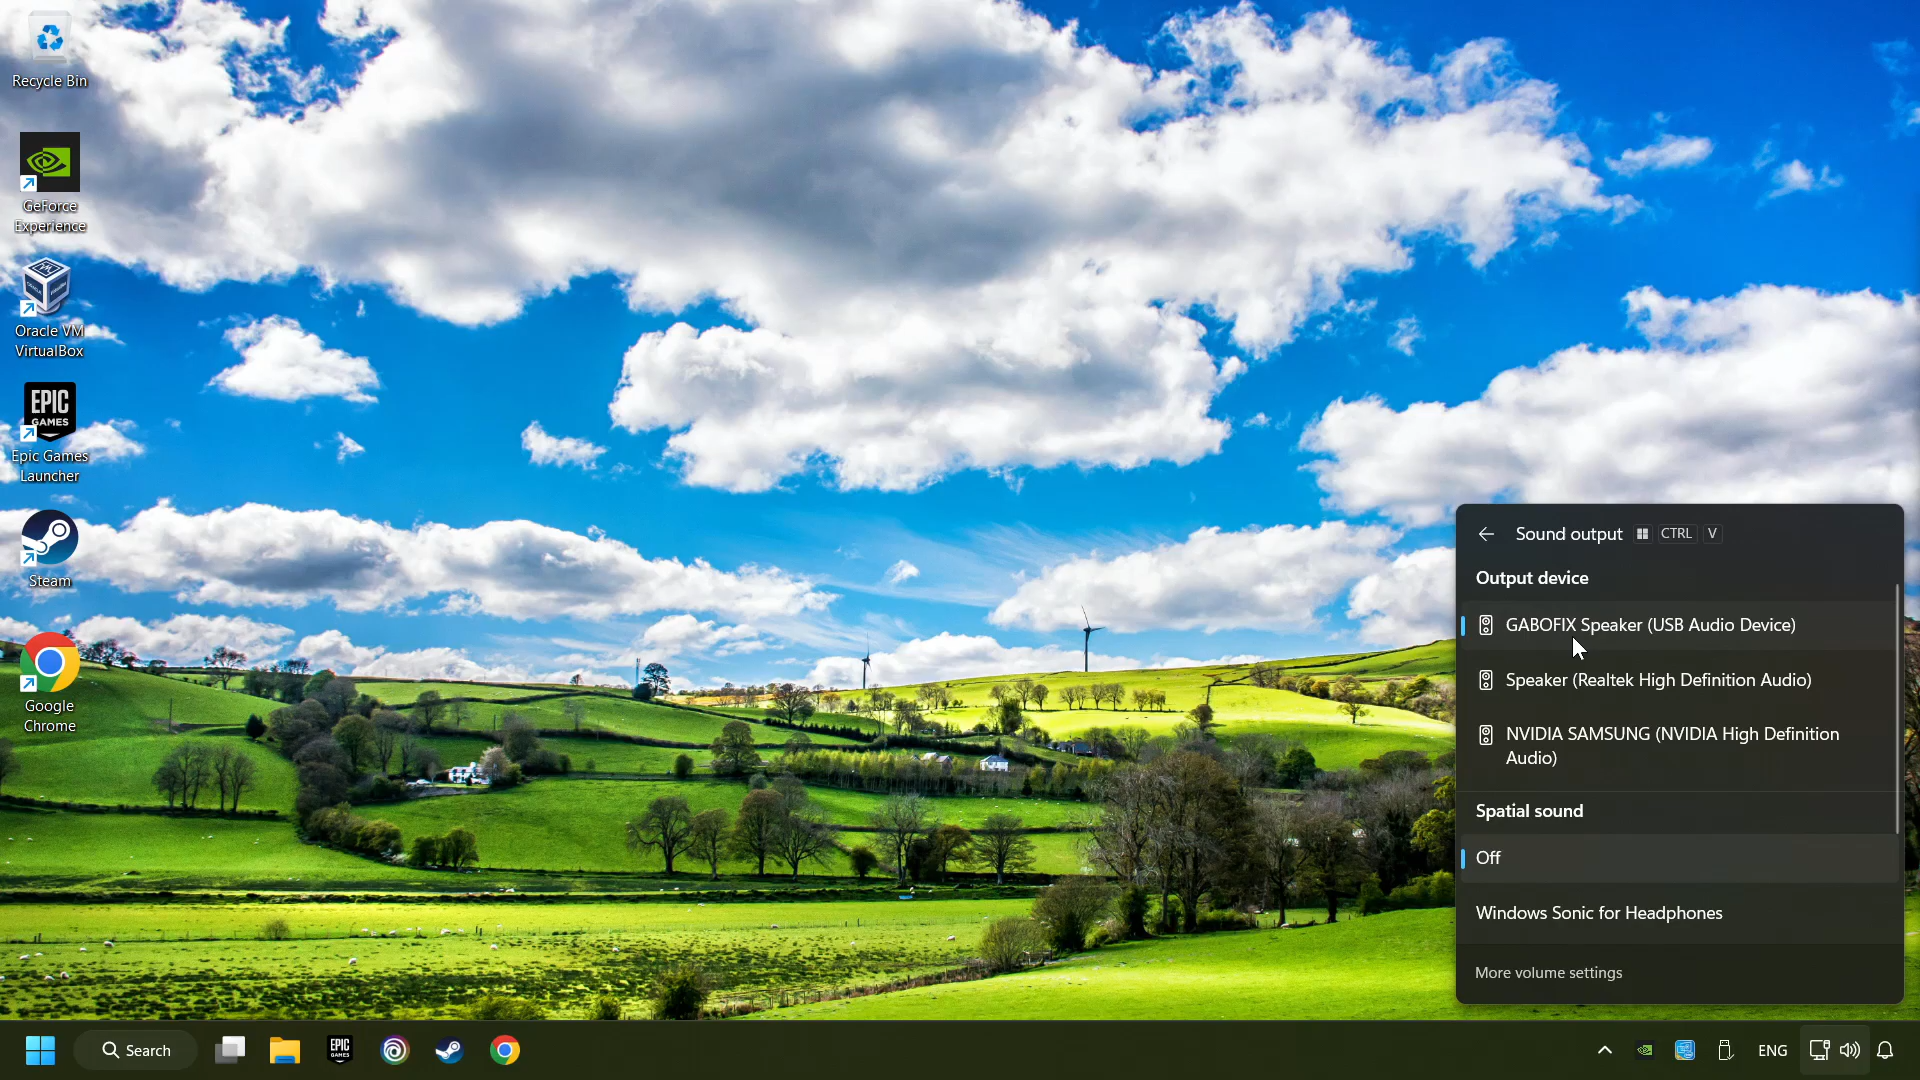 Recycle Bin
GeForce
Experience
Oracle VM
VirtualBox
EPIC
GAMES
Epic Games
Launcher
Steam
Google
Chrome
Sound output CTRL V
Output device
GABOFIX Speaker (USB Audio Device)
Speaker (Realtek High Definition Audio)
NVIDIA SAMSUNG (NVIDIA High Definition
Audio)
Spatial sound
Off
Windows Sonic for Headphones
More volume settings
Search
EPIC
GAMES
ENG